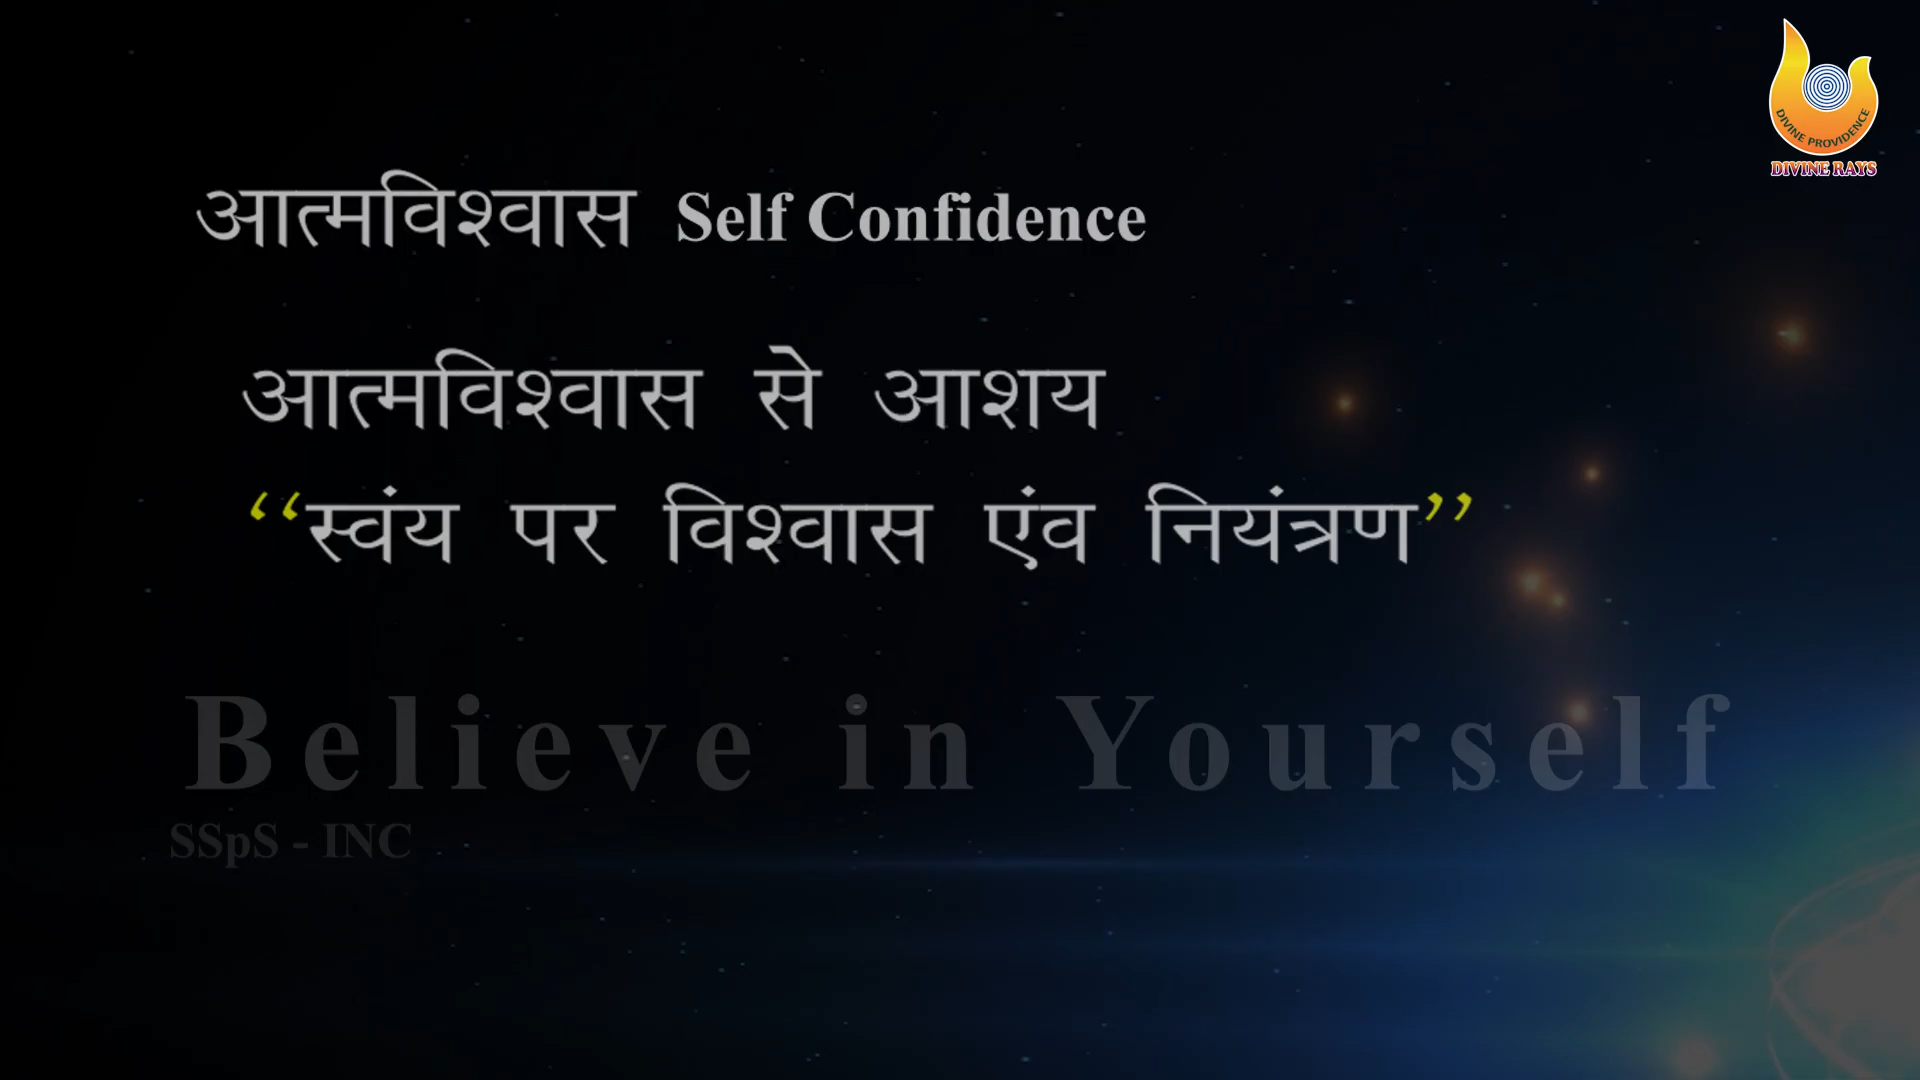 DIVINE PROVIDENCE
DIVINE RAYS
आत्मविश्वास Self Confidence
आत्मविश्वास से आशय
“स्वंय पर विश्वास एंव नियंत्रण”
Believe in Yourself
SSpS - INC